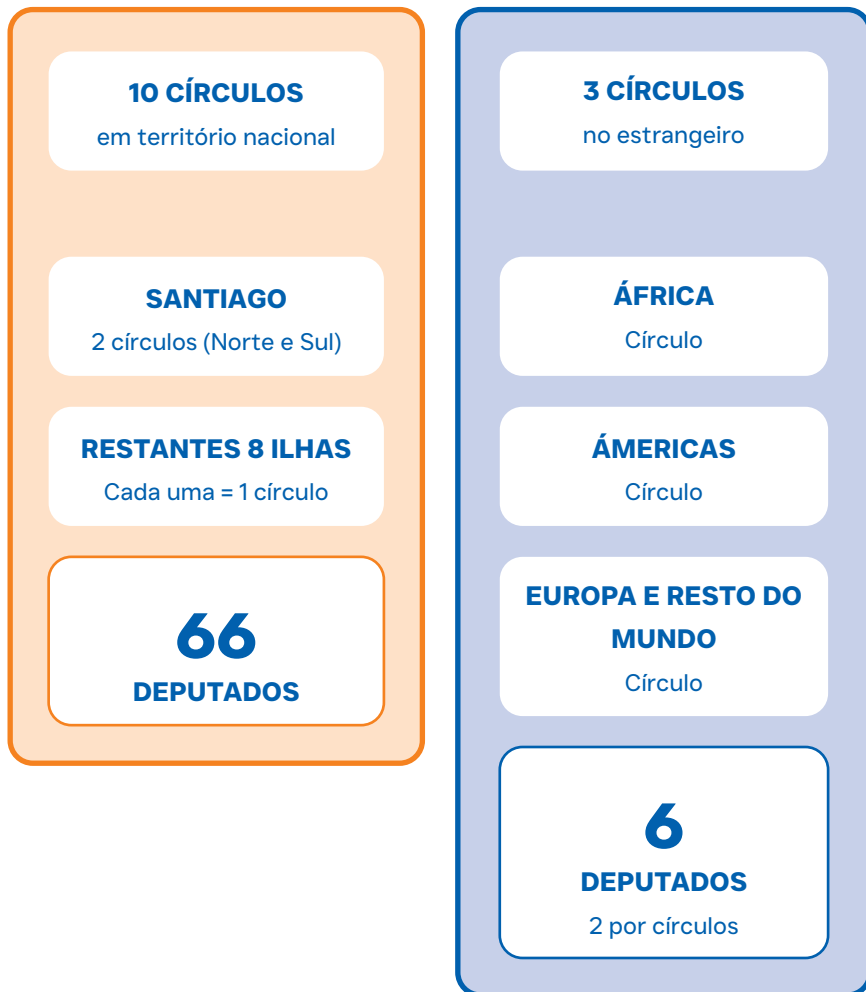 10 CÍRCULOS
em território nacional
SANTIAGO
2 círculos (Norte e Sul)
RESTANTES 8 ILHAS
Cada uma = 1 círculo
66
DEPUTADOS
3 CÍRCULOS
no estrangeiro
ÁFRICA
Círculo
ÁMERICAS
Círculo
EUROPA E RESTO DO
MUNDO
Círculo
6
DEPUTADOS
2 por círculos